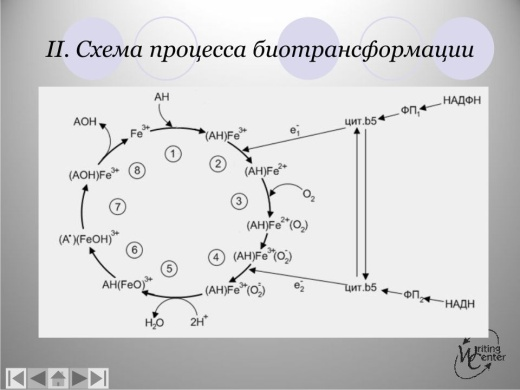 II. Схема процесса биотрансформации
AH
AOH
Fe³⁺
(AH)Fe³⁺
e₁⁻
цит.b5
ФП₁
НАДФН
1
2
8
(AOH)Fe³⁺
(AH)Fe²⁺
3
O₂
7
(AH)Fe²⁺(O₂)
(A•)(FeOH)³⁺
6
4
(AH)Fe³⁺(O₂⁻)
5
AH(FeO)³⁺
(AH)Fe³⁺(O₂²⁻)
e₂⁻
цит.b5
ФП₂
НАДН
H₂O
2H⁺
Writing
Center